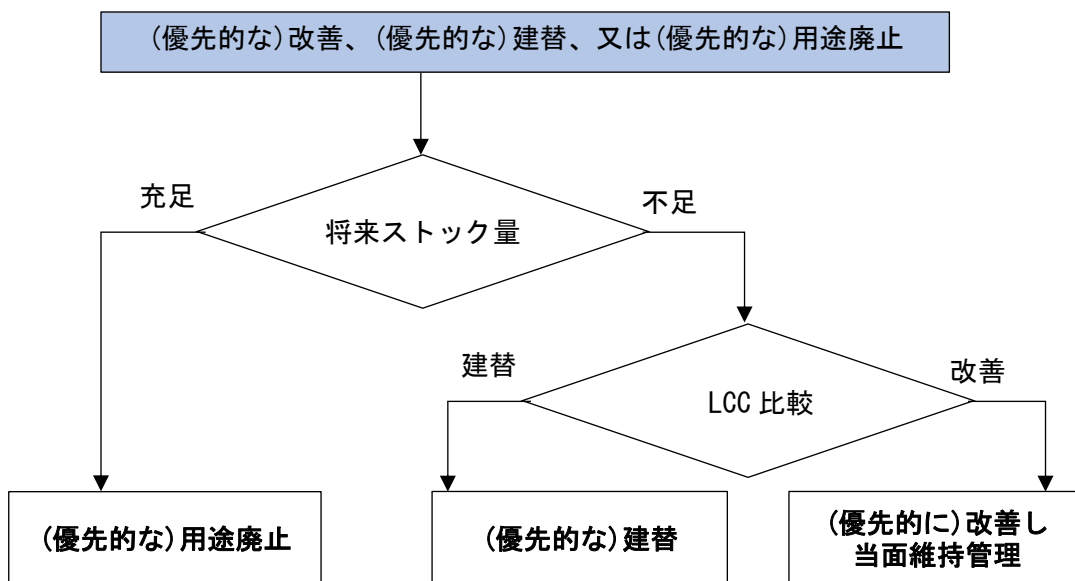 (優先的な)改善、(優先的な)建替、又は(優先的な)用途廃止
充足
不足
将来ストック量
建替
改善
LCC 比較
(優先的な)用途廃止
(優先的な)建替
(優先的に)改善し
当面維持管理